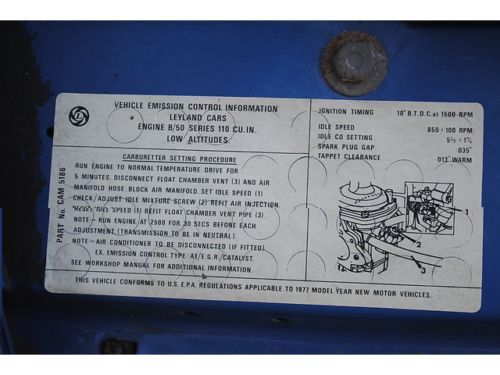 VEHICLE EMISSION CONTROL INFORMATION
LEYLAND CARS
ENGINE B/50 SERIES 110 CU.IN.
LOW ALTITUDES
CARBURETTER SETTING PROCEDURE
RUN ENGINE TO NORMAL TEMPERATURE DRIVE FOR
5 MINUTES, DISCONNECT FLOAT CHAMBER VENT (3) AND AIR
MANIFOLD HOSE BLOCK AIR MANIFOLD. SET IDLE SPEED (1)
CHECK/ADJUST IDLE MIXTURE SCREW (2) REFIT AIR INJECTION
IDLE SPEED (1) REFIT FLOAT CHAMBER VENT PIPE (3).
NOTE - RUN ENGINE AT 2500 FOR 30 SECS BEFORE EACH
ADJUSTMENT (TRANSMISSION TO BE IN NEUTRAL).
NOTE - AIR CONDITIONER TO BE DISCONNECTED (IF FITTED).
EX. EMISSION CONTROL TYPE AI/E.G.R/CATALYST.
SEE WORKSHOP MANUAL FOR ADDITIONAL INFORMATION.
PART No. CAM 5186
IGNITION TIMING 10° B.T.D.C. at 1500 RPM
IDLE SPEED 850 ± 100 RPM
IDLE CO SETTING
SPARK PLUG GAP .035"
TAPPET CLEARANCE .013" WARM
1
2
3
THIS VEHICLE CONFORMS TO U.S. E.P.A. REGULATIONS APPLICABLE TO 1977 MODEL YEAR NEW MOTOR VEHICLES.